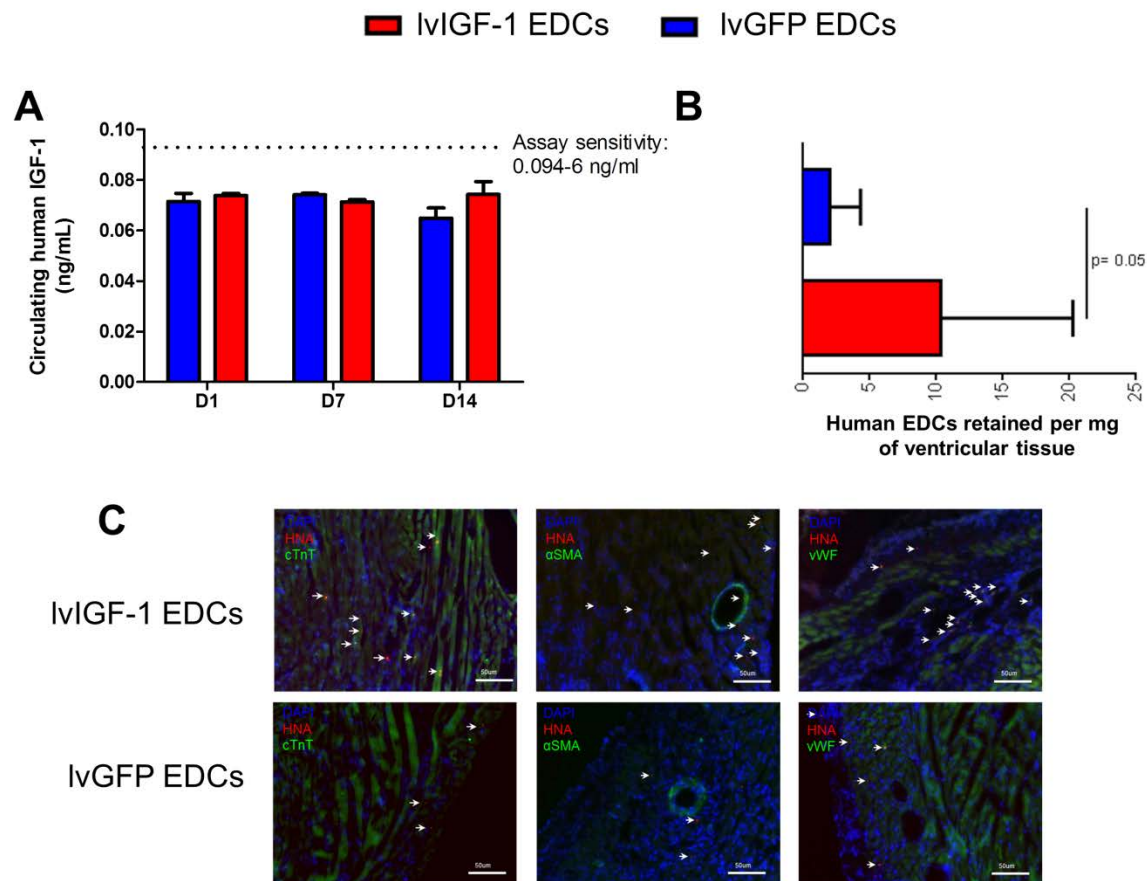 lvIGF-1 EDCs lvGFP EDCs
A
Circulating human IGF-1
(ng/mL)
0.10
0.08
0.06
0.04
0.02
0.00
D1 D7 D14
Assay sensitivity:
0.094-6 ng/ml
B
p= 0.05
0 5 10 15 20 25
Human EDCs retained per mg
of ventricular tissue
C
lvIGF-1 EDCs
DAPI
HNA
cTnT
50um
DAPI
HNA
αSMA
50um
DAPI
HNA
vWF
50um
lvGFP EDCs
DAPI
HNA
cTnT
50um
DAPI
HNA
αSMA
50um
DAPI
HNA
vWF
50um